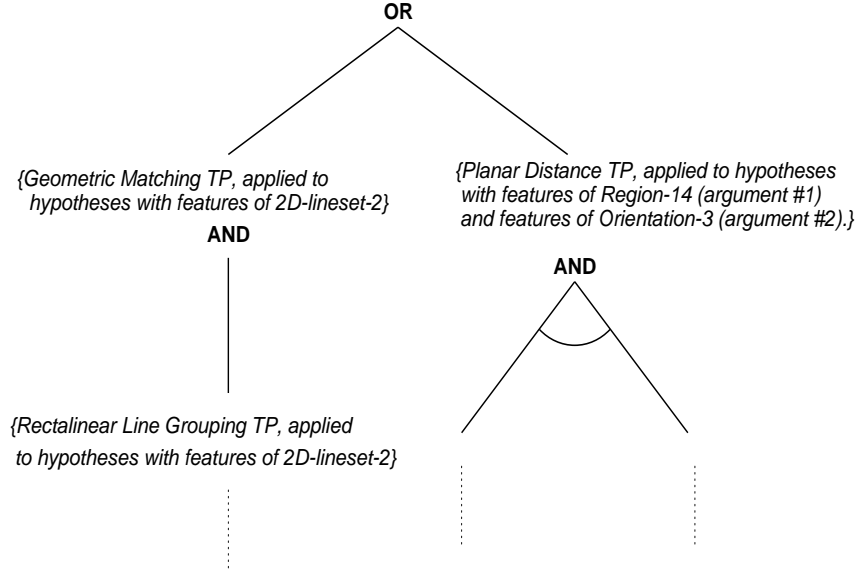 OR
{Geometric Matching TP, applied to
hypotheses with features of 2D-lineset-2}
AND
{Planar Distance TP, applied to hypotheses
with features of Region-14 (argument #1)
and features of Orientation-3 (argument #2).}
AND
{Rectalinear Line Grouping TP, applied
to hypotheses with features of 2D-lineset-2}